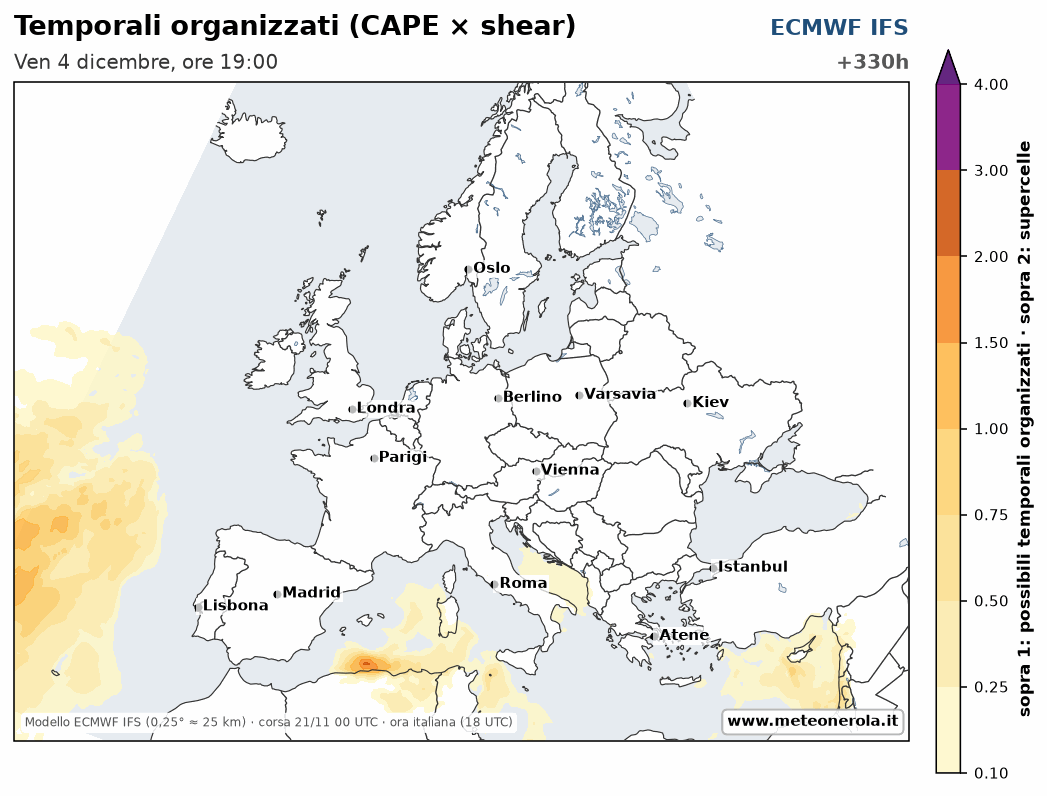 Temporali organizzati (CAPE × shear)
ECMWF IFS
Ven 4 dicembre, ore 19:00
+330h
Oslo
Londra
Berlino
Varsavia
Kiev
Parigi
Vienna
Roma
Istanbul
Madrid
Lisbona
Atene
Modello ECMWF IFS (0,25° ≈ 25 km) · corsa 21/11 00 UTC · ora italiana (18 UTC)
www.meteonerola.it
4.00
3.00
2.00
1.50
1.00
0.75
0.50
0.25
0.10
sopra 1: possibili temporali organizzati · sopra 2: supercelle